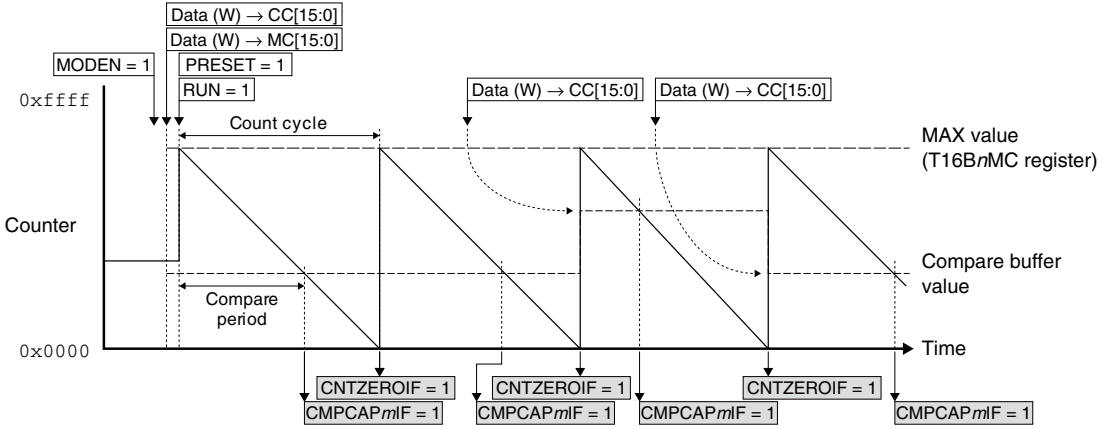 Data (W) → CC[15:0]
Data (W) → MC[15:0]
MODEN = 1
PRESET = 1
RUN = 1
Data (W) → CC[15:0]
Data (W) → CC[15:0]
0xffff
Count cycle
MAX value
(T16BnMC register)
Counter
Compare buffer
value
Compare
period
0x0000
Time
CNTZEROIF = 1
CNTZEROIF = 1
CNTZEROIF = 1
CMPCAPmIF = 1
CMPCAPmIF = 1
CMPCAPmIF = 1
CMPCAPmIF = 1